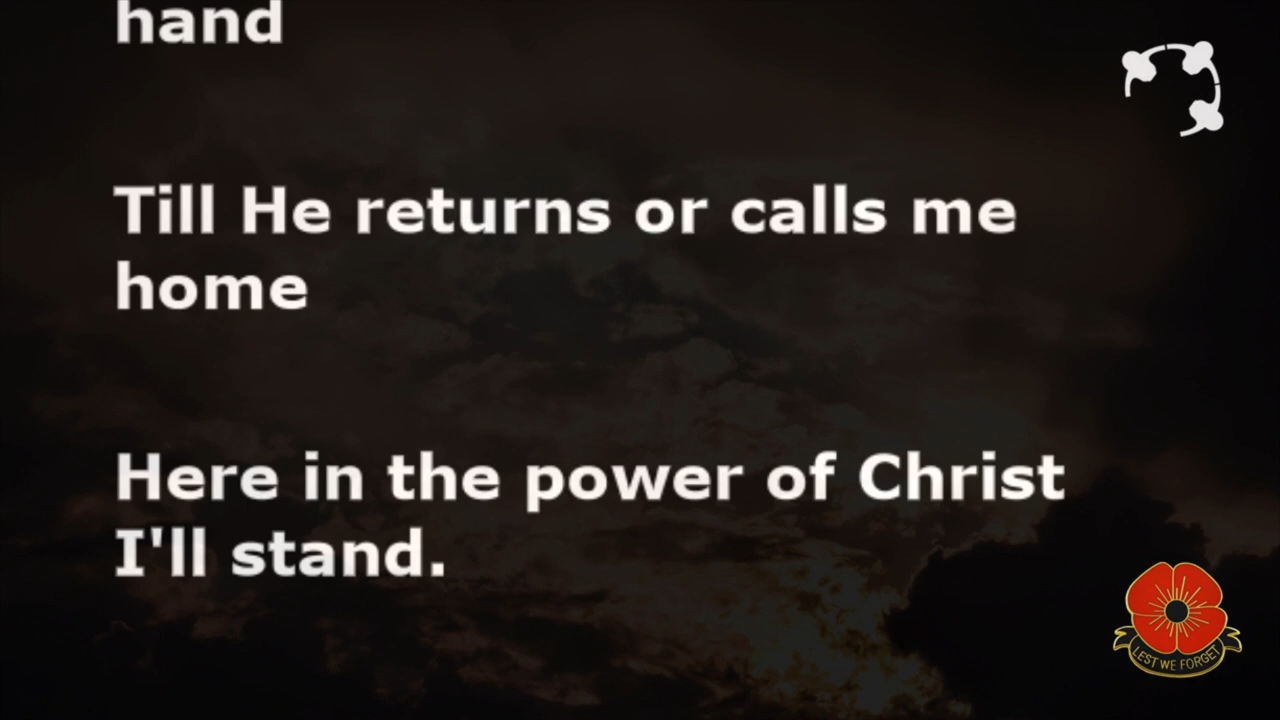 hand
Till He returns or calls me
home
Here in the power of Christ
I'll stand.
LEST WE FORGET